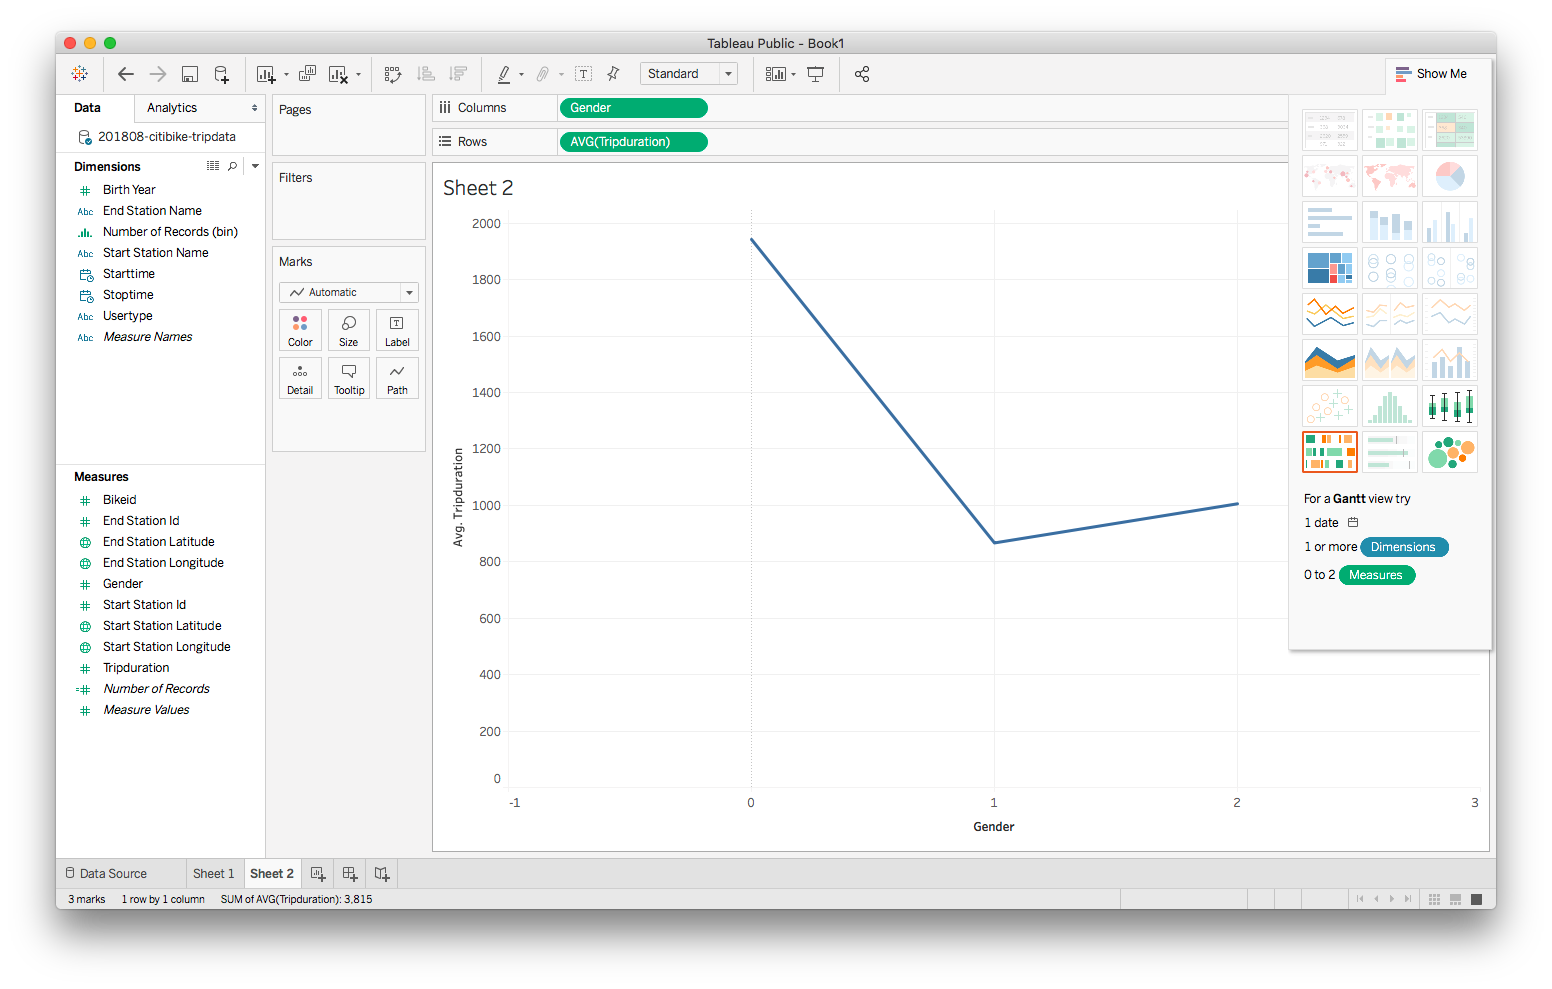 Tableau Public - Book1
Standard
Show Me
Data
Analytics
201808-citibike-tripdata
Dimensions
Birth Year
Abc End Station Name
Number of Records (bin)
Abc Start Station Name
Starttime
Stoptime
Abc Usertype
Abc Measure Names
Measures
Bikeid
End Station Id
End Station Latitude
End Station Longitude
Gender
Start Station Id
Start Station Latitude
Start Station Longitude
Tripduration
Number of Records
Measure Values
Pages
Filters
Marks
Automatic
Color
Size
Label
Detail
Tooltip
Path
Columns
Gender
Rows
AVG(Tripduration)
Sheet 2
2000
1800
1600
1400
1200
1000
800
600
400
200
0
Avg. Tripduration
-1
0
1
2
3
Gender
For a Gantt view try
1 date
1 or more Dimensions
0 to 2 Measures
Data Source
Sheet 1
Sheet 2
3 marks
1 row by 1 column
SUM of AVG(Tripduration): 3,815